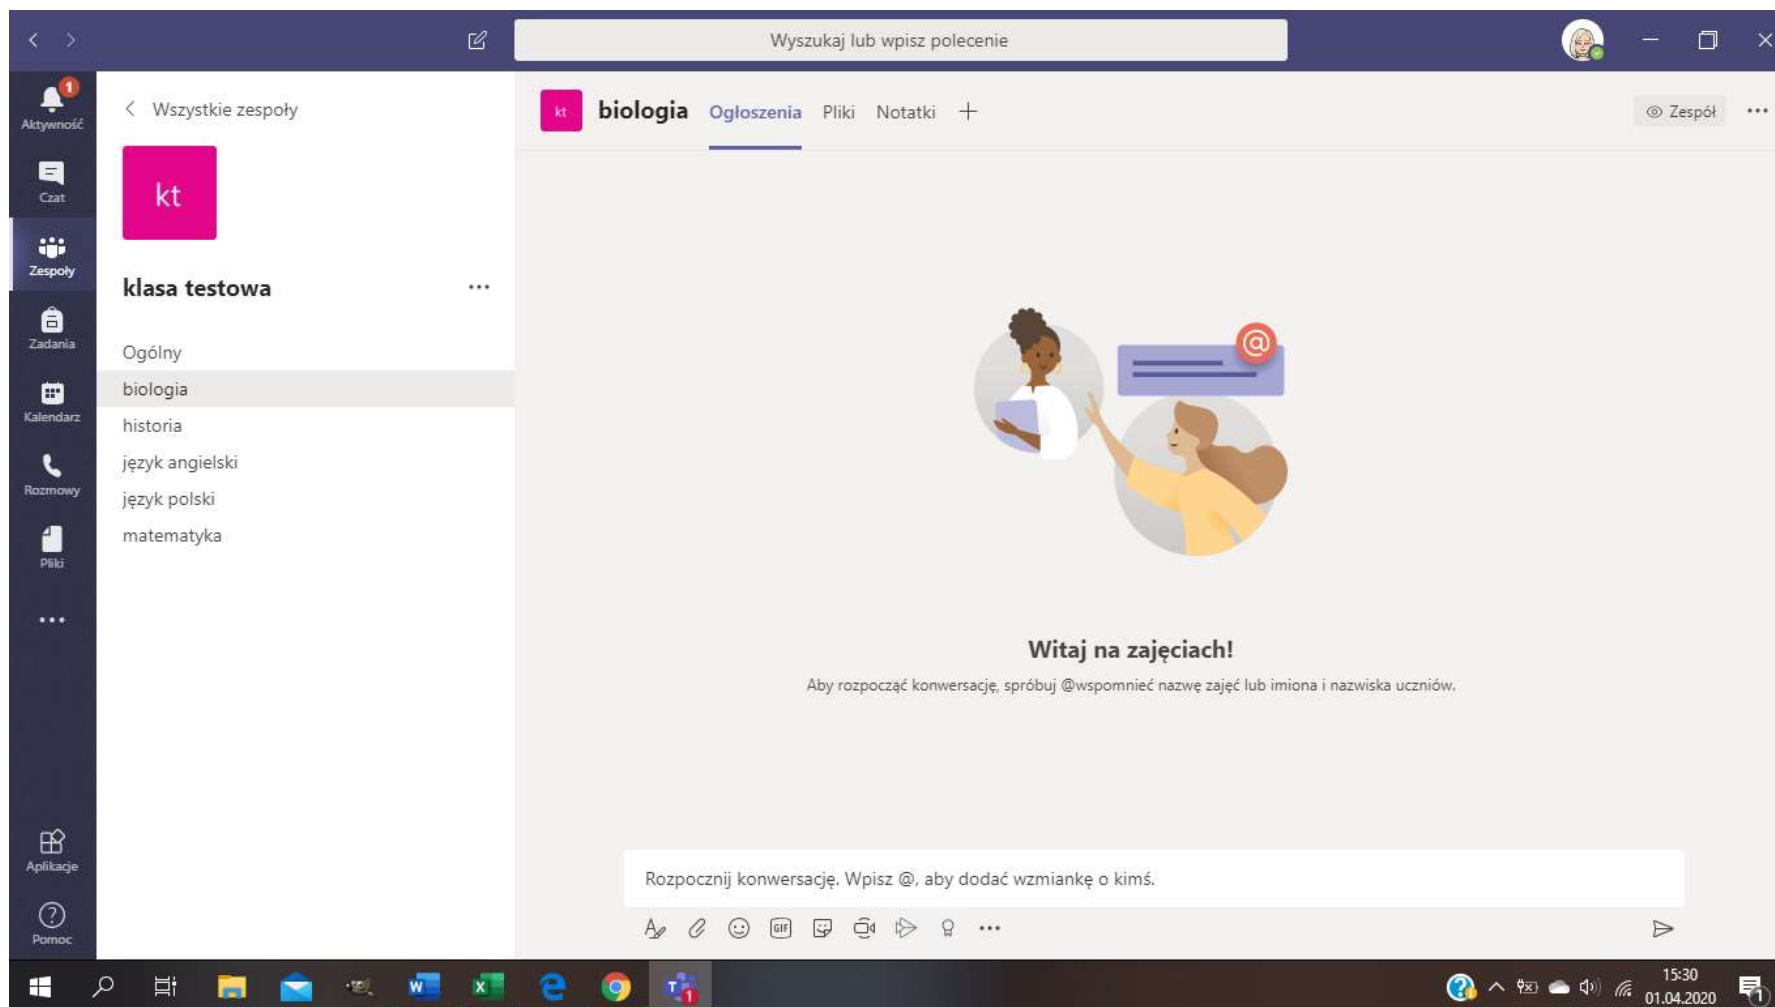 Wyszukaj lub wpisz polecenie
1
Aktywność
Czat
Zespoły
Zadania
Kalendarz
Rozmowy
Pliki
Aplikacje
Pomoc
Wszystkie zespoły
kt
klasa testowa
Ogólny
biologia
historia
język angielski
język polski
matematyka
kt biologia Ogłoszenia Pliki Notatki Zespół
@
Witaj na zajęciach!
Aby rozpocząć konwersację, spróbuj @wspomnieć nazwę zajęć lub imiona i nazwiska uczniów.
Rozpocznij konwersację. Wpisz @, aby dodać wzmiankę o kimś.
GIF
15:30
01.04.2020
1